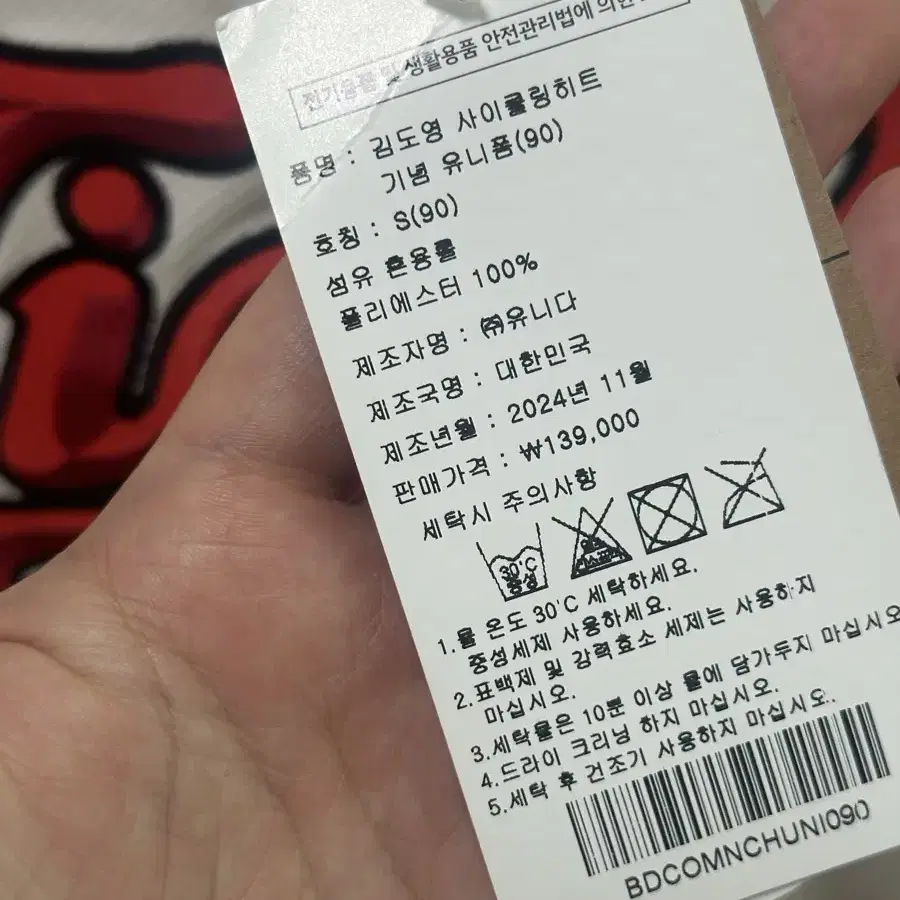 전기용품 및 생활용품 안전관리법에 의한
품명 : 김도영 사이클링히트
기념 유니폼(90)
호칭 : S(90)
섬유 혼용률
폴리에스터 100%
제조자명 : ㈜유니다
제조국명 : 대한민국
제조년월 : 2024년 11월
판매가격 : ₩139,000
세탁시 주의사항
30°C
중성
염소
1.물 온도 30°C 세탁하세요.
중성세제 사용하세요.
2.표백제 및 강력효소 세제는 사용하지
마십시오.
3.세탁물은 10분 이상 물에 담가두지 마십시오
4.드라이 크리닝 하지 마십시오.
5.세탁 후 건조기 사용하지 마십시오.
BDCOMNCHUNI090